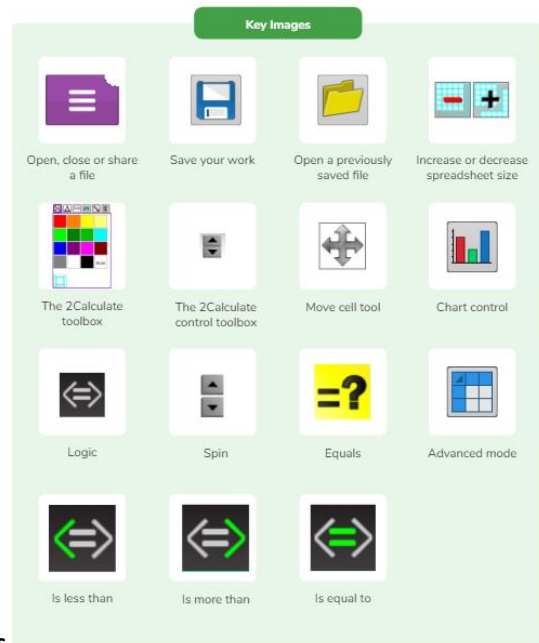 Key Images
Open, close or share
a file
Save your work
Open a previously
saved file
Increase or decrease
spreadsheet size
The 2Calculate
toolbox
The 2Calculate
control toolbox
Move cell tool
Chart control
=?
Logic
Spin
Equals
Advanced mode
Is less than
Is more than
Is equal to